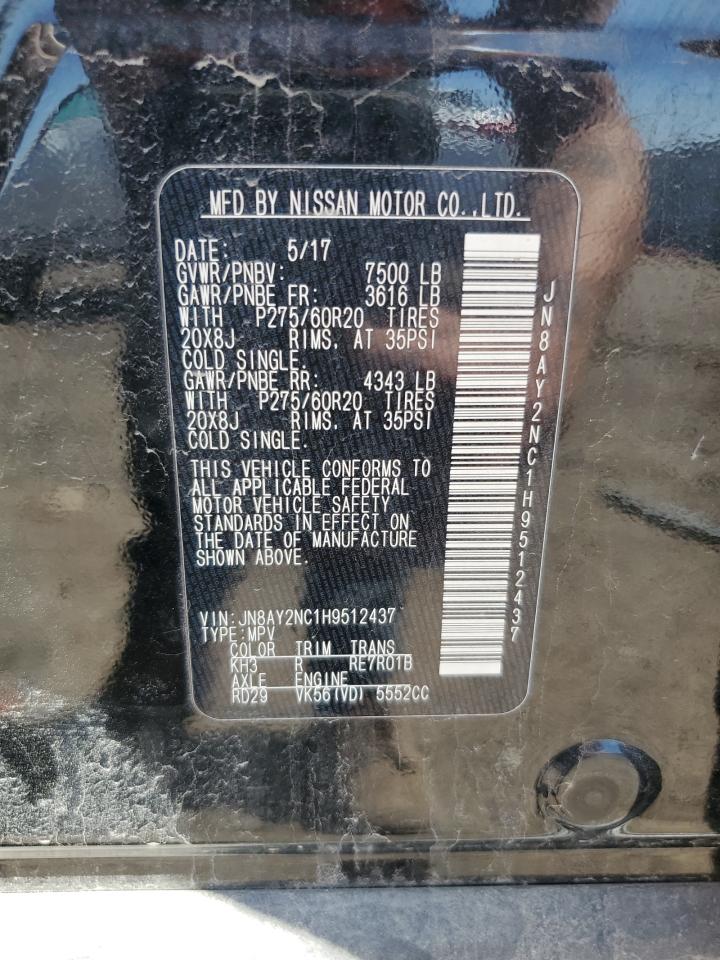 MFD BY NISSAN MOTOR CO.,LTD.
DATE: 5/17
GVWR/PNBV: 7500 LB
GAWR/PNBE FR: 3616 LB
WITH P275/60R20 TIRES
20X8J RIMS. AT 35PSI
COLD SINGLE.
GAWR/PNBE RR: 4343 LB
WITH P275/60R20 TIRES
20X8J RIMS. AT 35PSI
COLD SINGLE.
THIS VEHICLE CONFORMS TO
ALL APPLICABLE FEDERAL
MOTOR VEHICLE SAFETY
STANDARDS IN EFFECT ON
THE DATE OF MANUFACTURE
SHOWN ABOVE.
VIN:JN8AY2NC1H9512437
TYPE:MPV
COLOR TRIM TRANS
KH3 R RE7R01B
AXLE ENGINE
RD29 VK56(VD) 5552CC
JN8AY2NC1H9512437